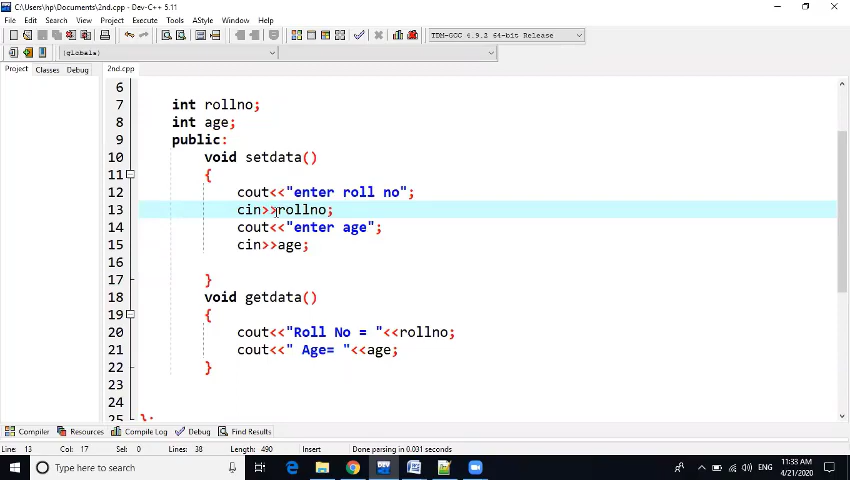 C:\Users\hp\Documents\2nd.cpp - Dev-C++ 5.11
File Edit Search View Project Execute Tools AStyle Window Help
TDM-GCC 4.9.2 64-bit Release
(globals)
Project Classes Debug 2nd.cpp
6
7 int rollno;
8 int age;
9 public:
10 void setdata()
11 {
12 cout<<"enter roll no";
13 cin>>rollno;
14 cout<<"enter age";
15 cin>>age;
16
17 }
18 void getdata()
19 {
20 cout<<"Roll No = "<<rollno;
21 cout<<" Age= "<<age;
22 }
23
24
25 };
Compiler Resources Compile Log Debug Find Results
Line: 13 Col: 17 Sel: 0 Lines: 38 Length: 490 Insert Done parsing in 0.031 seconds
Type here to search
ENG
11:33 AM
4/21/2020